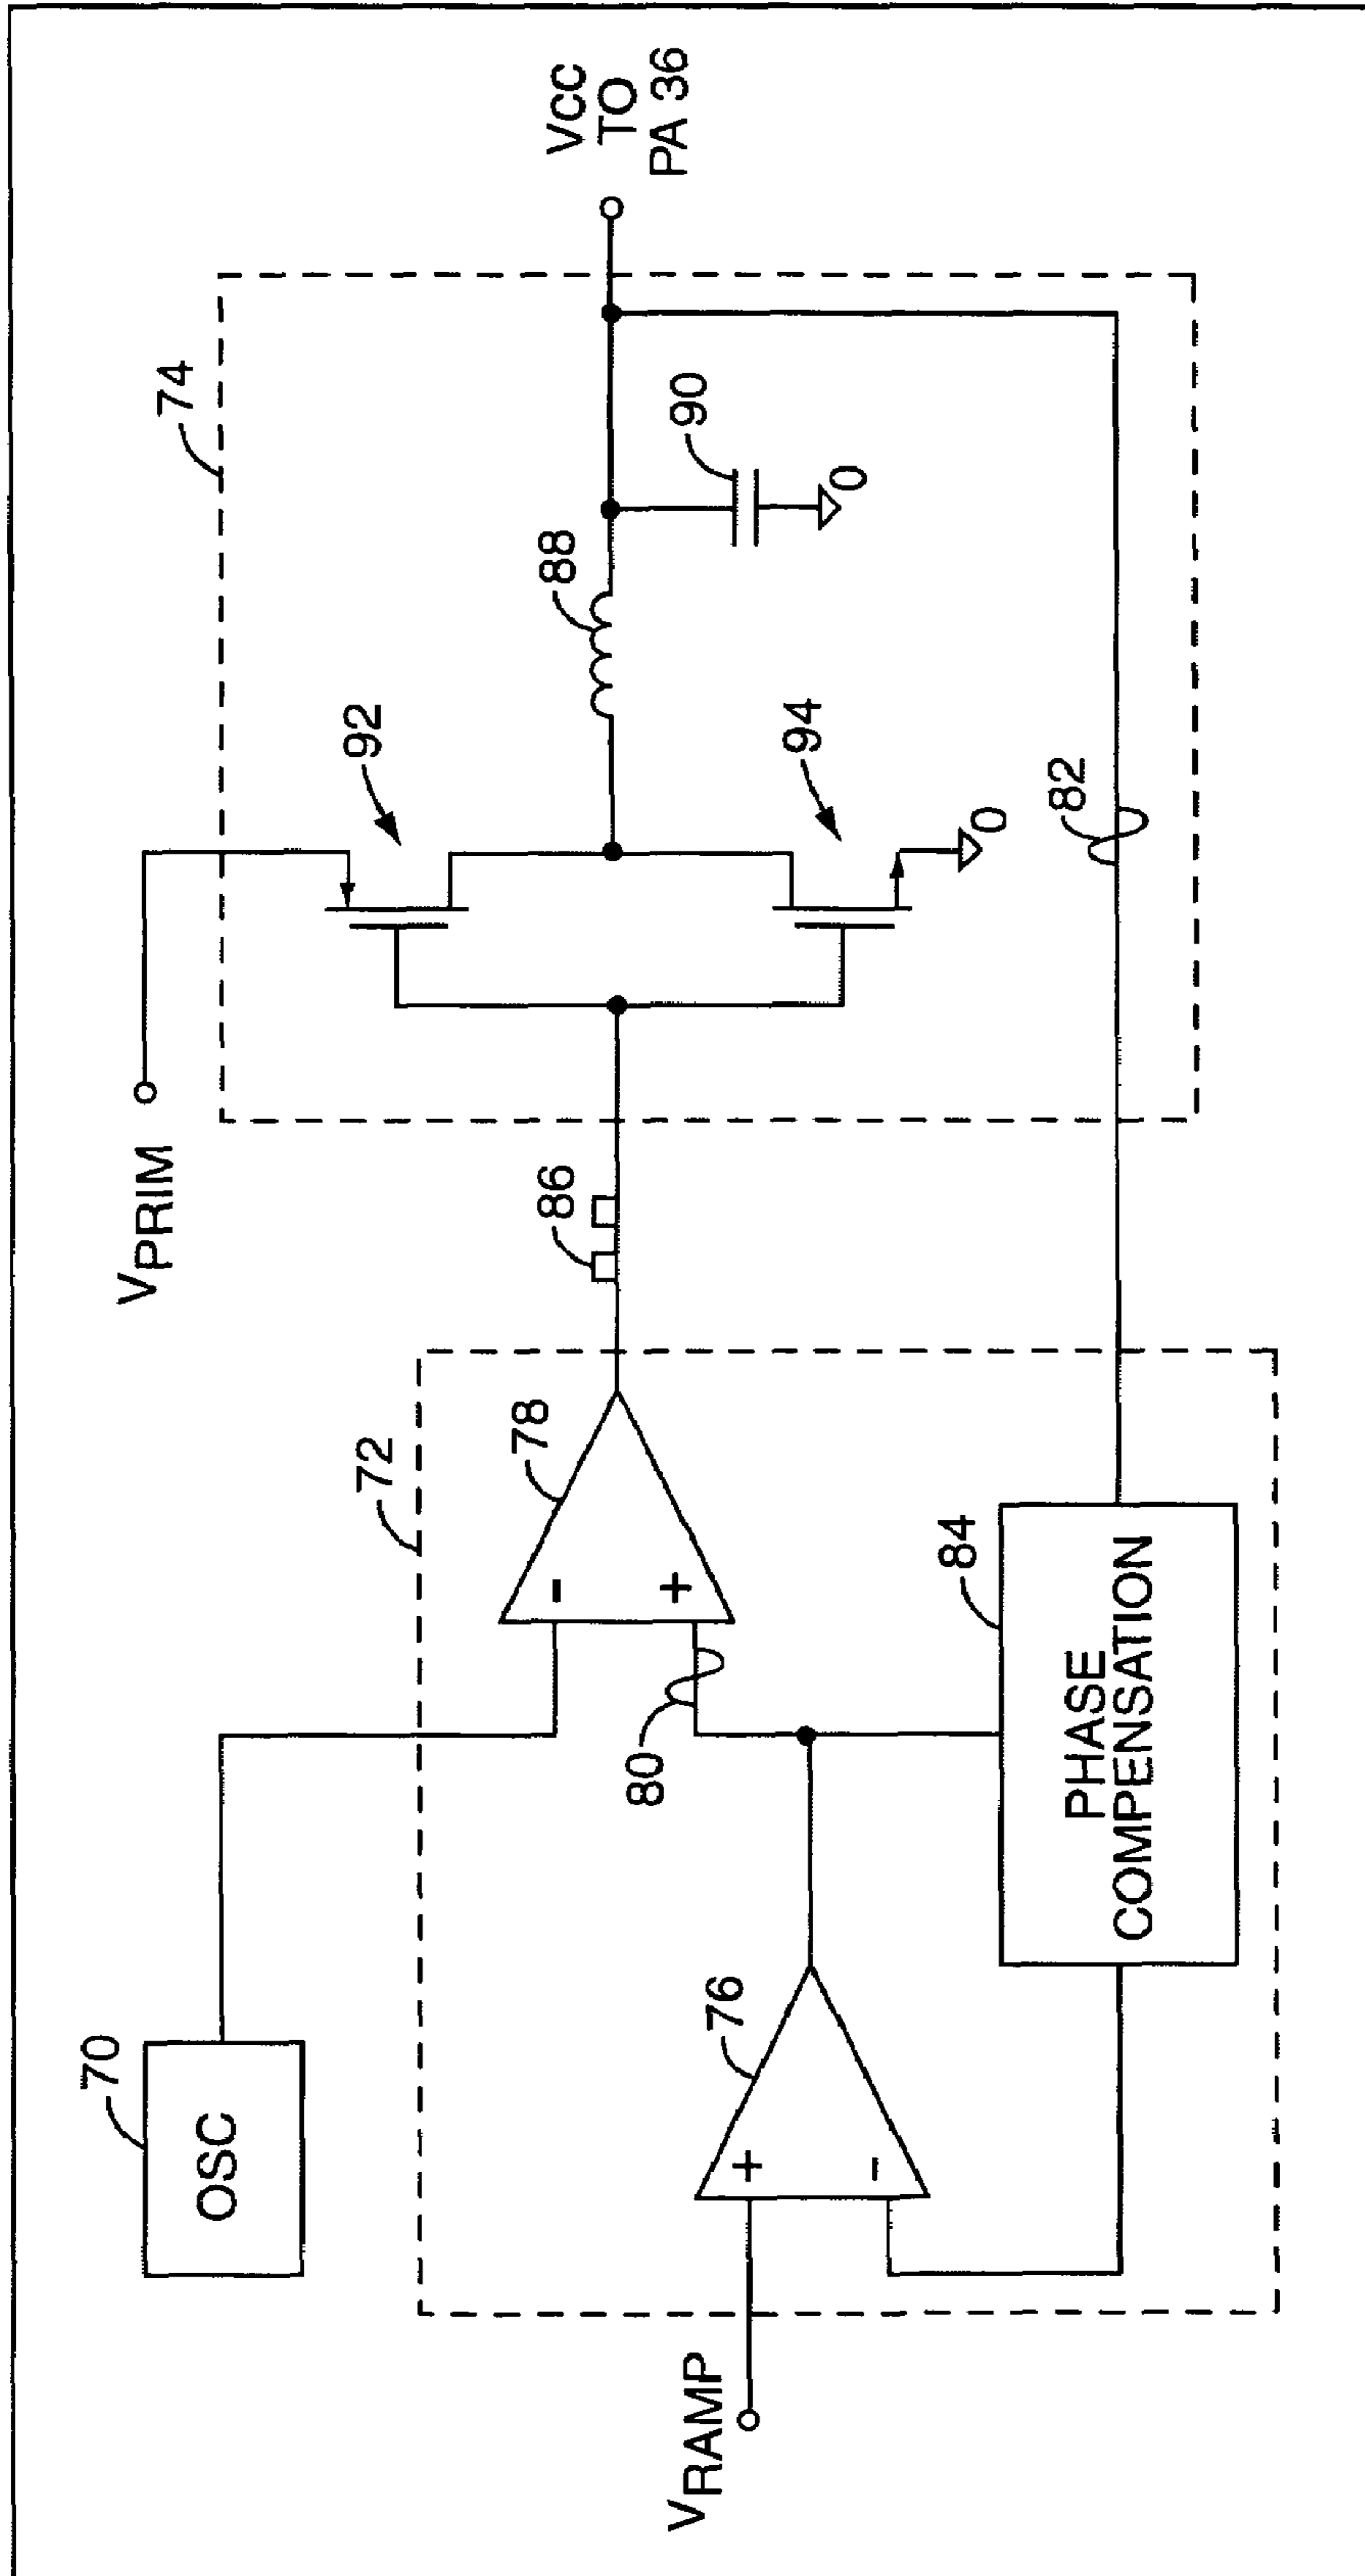 70
OSC
72
78
-
+
80
76
+
-
VRAMP
84
PHASE
COMPENSATION
86
VPRIM
74
92
94
88
90
0
0
82
VCC
TO
PA 36